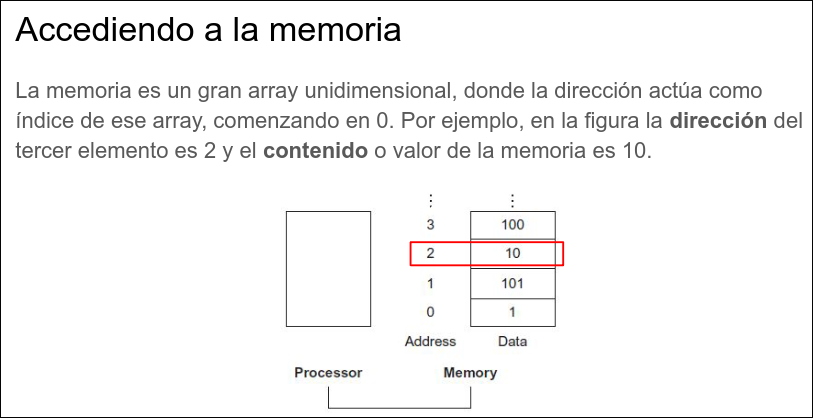 Accediendo a la memoria
La memoria es un gran array unidimensional, donde la dirección actúa como
índice de ese array, comenzando en 0. Por ejemplo, en la figura la dirección del
tercer elemento es 2 y el contenido o valor de la memoria es 10.
⋮ ⋮
3 100
2 10
1 101
0 1
Address Data
Processor Memory